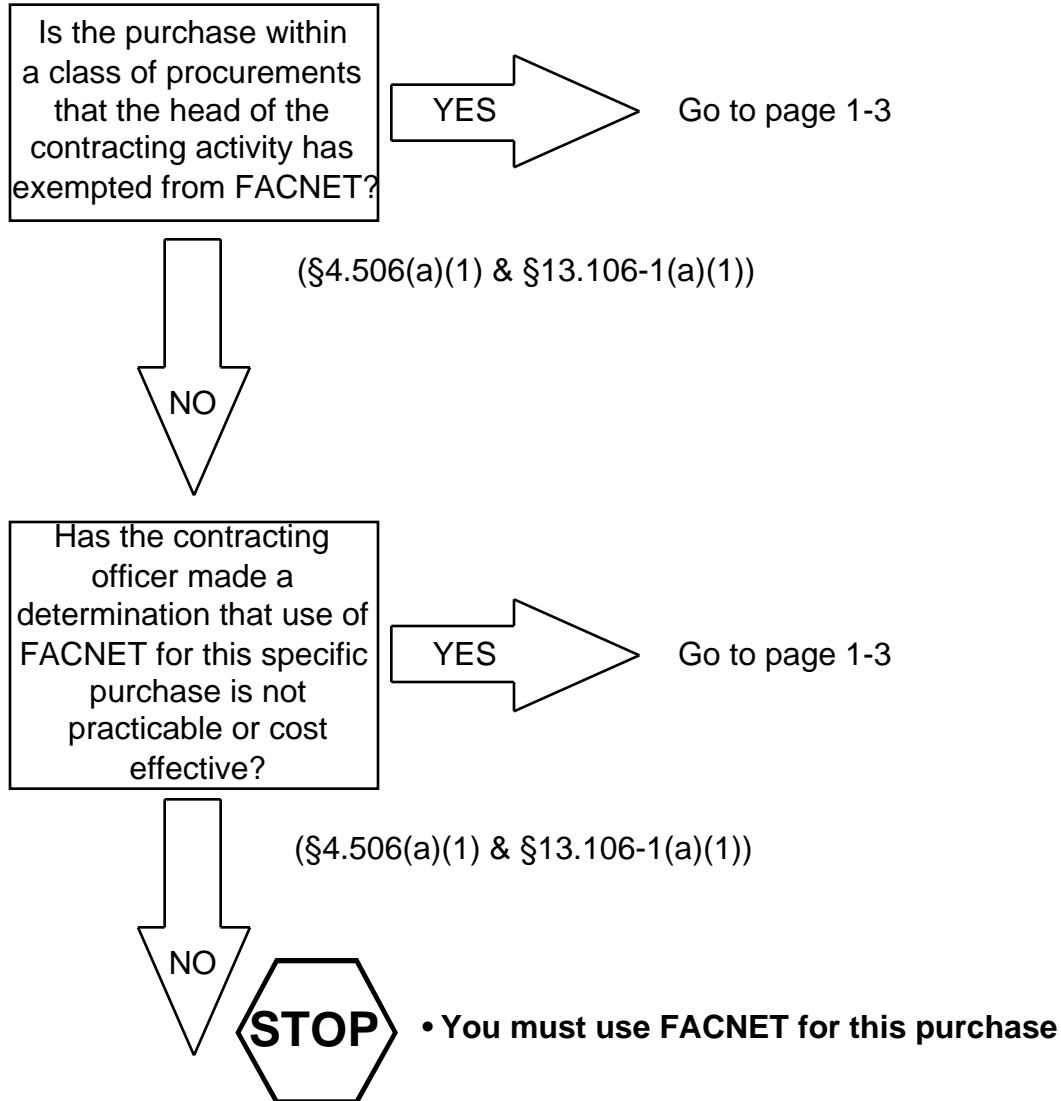 Is the purchase within
a class of procurements
that the head of the
contracting activity has
exempted from FACNET?
YES
Go to page 1-3
(§4.506(a)(1) & §13.106-1(a)(1))
NO
Has the contracting
officer made a
determination that use of
FACNET for this specific
purchase is not
practicable or cost
effective?
YES
Go to page 1-3
(§4.506(a)(1) & §13.106-1(a)(1))
NO
STOP
• You must use FACNET for this purchase